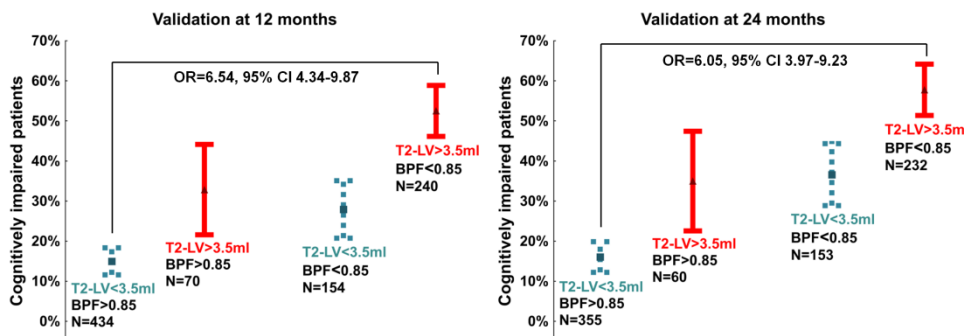 Validation at 12 months
Cognitively impaired patients
70%
60%
50%
40%
30%
20%
10%
0%
OR=6.54, 95% CI 4.34-9.87
T2-LV<3.5ml
BPF>0.85
N=434
T2-LV>3.5ml
BPF>0.85
N=70
T2-LV<3.5ml
BPF<0.85
N=154
T2-LV>3.5ml
BPF<0.85
N=240
Validation at 24 months
Cognitively impaired patients
70%
60%
50%
40%
30%
20%
10%
0%
OR=6.05, 95% CI 3.97-9.23
T2-LV<3.5ml
BPF>0.85
N=355
T2-LV>3.5ml
BPF>0.85
N=60
T2-LV<3.5ml
BPF<0.85
N=153
T2-LV>3.5m
BPF<0.85
N=232